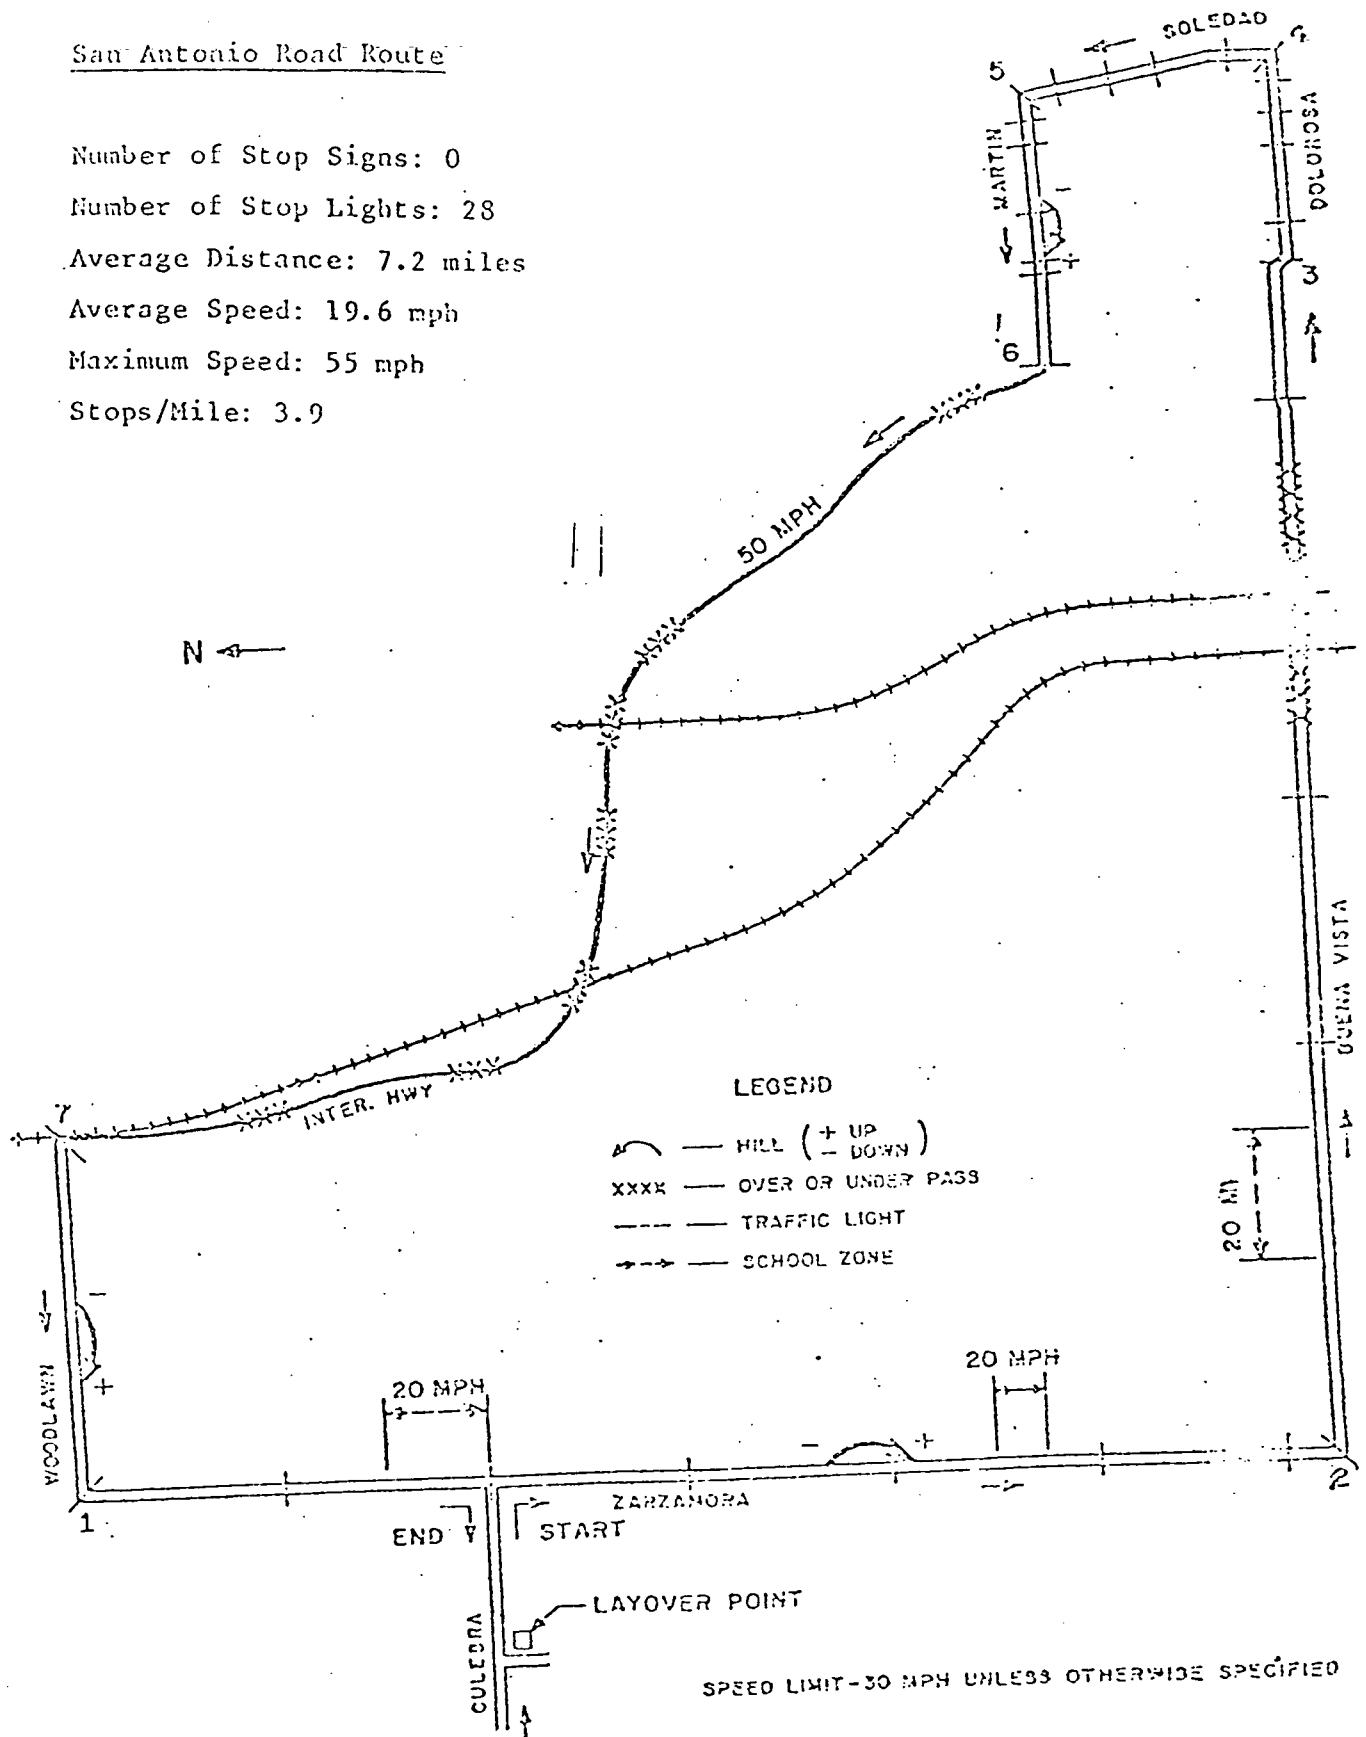 San Antonio Road Route
Number of Stop Signs: 0
Number of Stop Lights: 28
Average Distance: 7.2 miles
Average Speed: 19.6 mph
Maximum Speed: 55 mph
Stops/Mile: 3.9
SOLEDAD
4
5
MARTIN
DOLOROSA
-
+
3
6
50 MPH
N
BUENA VISTA
INTER. HWY
7
LEGEND
HILL ( + UP
- DOWN )
XXXX — OVER OR UNDER PASS
TRAFFIC LIGHT
SCHOOL ZONE
20 MI
-
+
WOODLAWN
20 MPH
20 MPH
-
+
1
ZARZAMORA
2
END
START
LAYOVER POINT
CULEBRA
SPEED LIMIT-30 MPH UNLESS OTHERWISE SPECIFIED